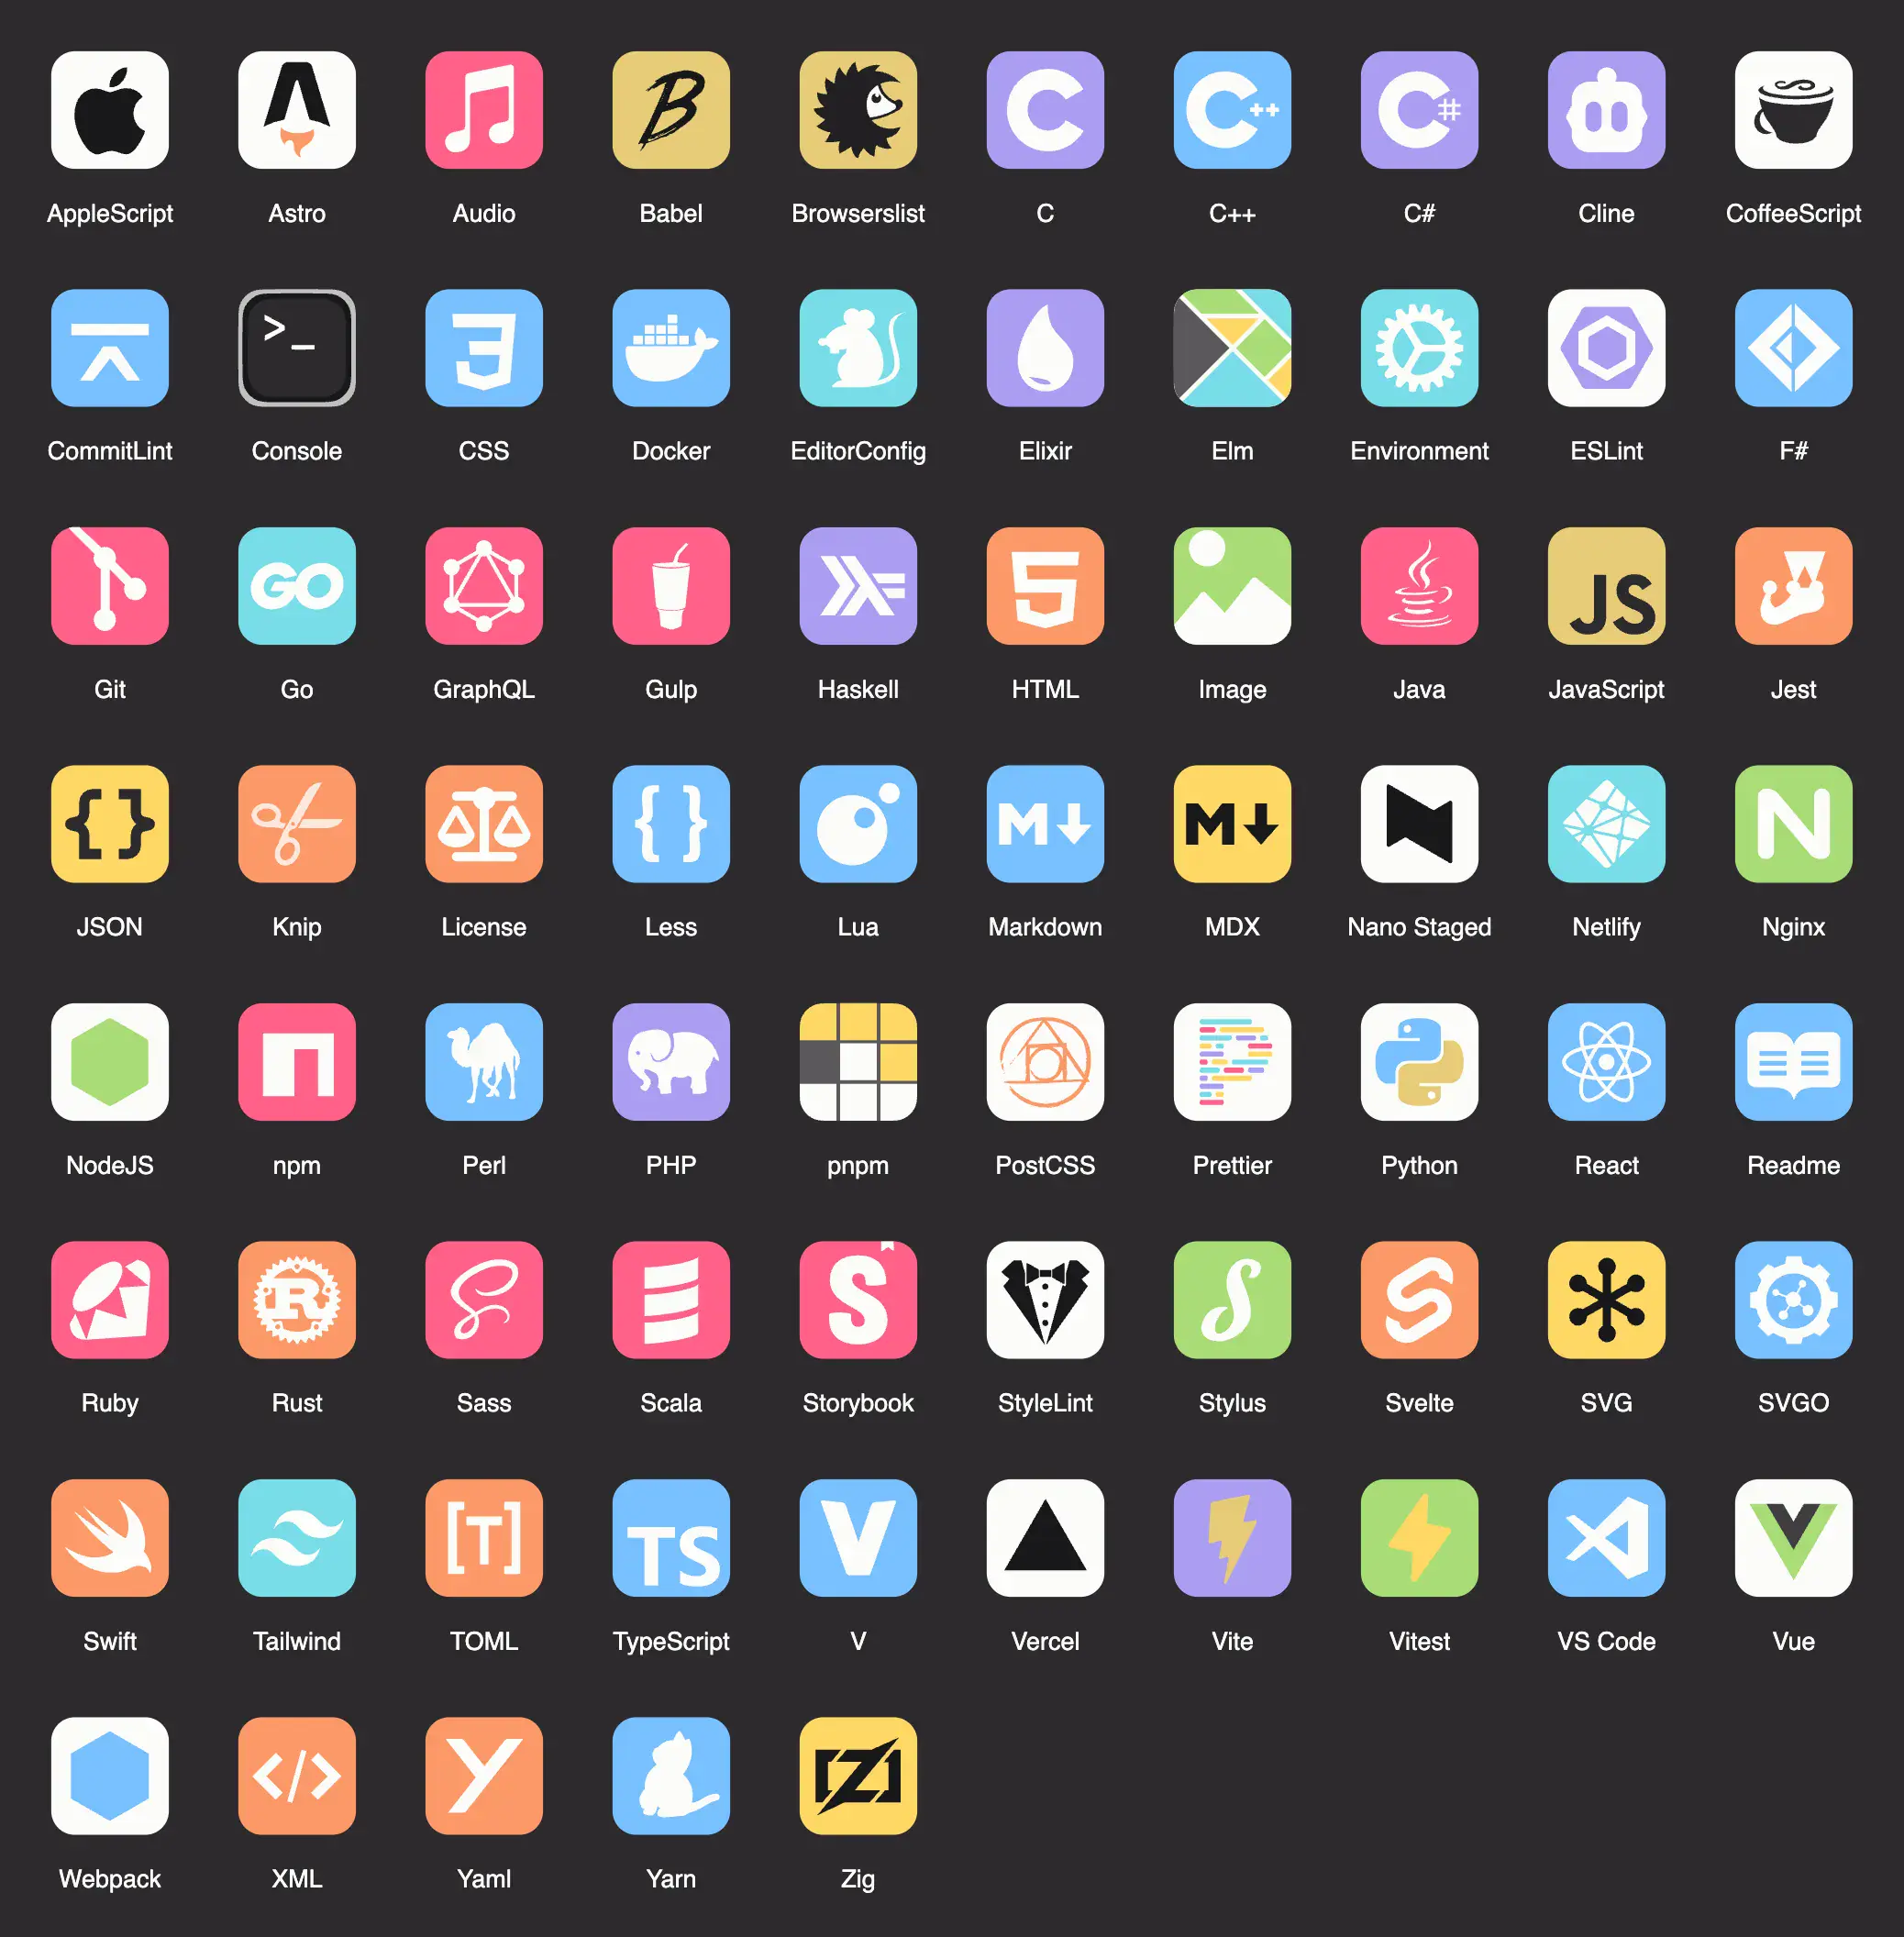 AppleScript Astro Audio Babel Browserslist C C++ C# Cline CoffeeScript
CommitLint Console CSS Docker EditorConfig Elixir Elm Environment ESLint F#
Git Go GraphQL Gulp Haskell HTML Image Java JavaScript Jest
JSON Knip License Less Lua Markdown MDX Nano Staged Netlify Nginx
NodeJS npm Perl PHP pnpm PostCSS Prettier Python React Readme
Ruby Rust Sass Scala Storybook StyleLint Stylus Svelte SVG SVGO
Swift Tailwind TOML TypeScript V Vercel Vite Vitest VS Code Vue
Webpack XML Yaml Yarn Zig